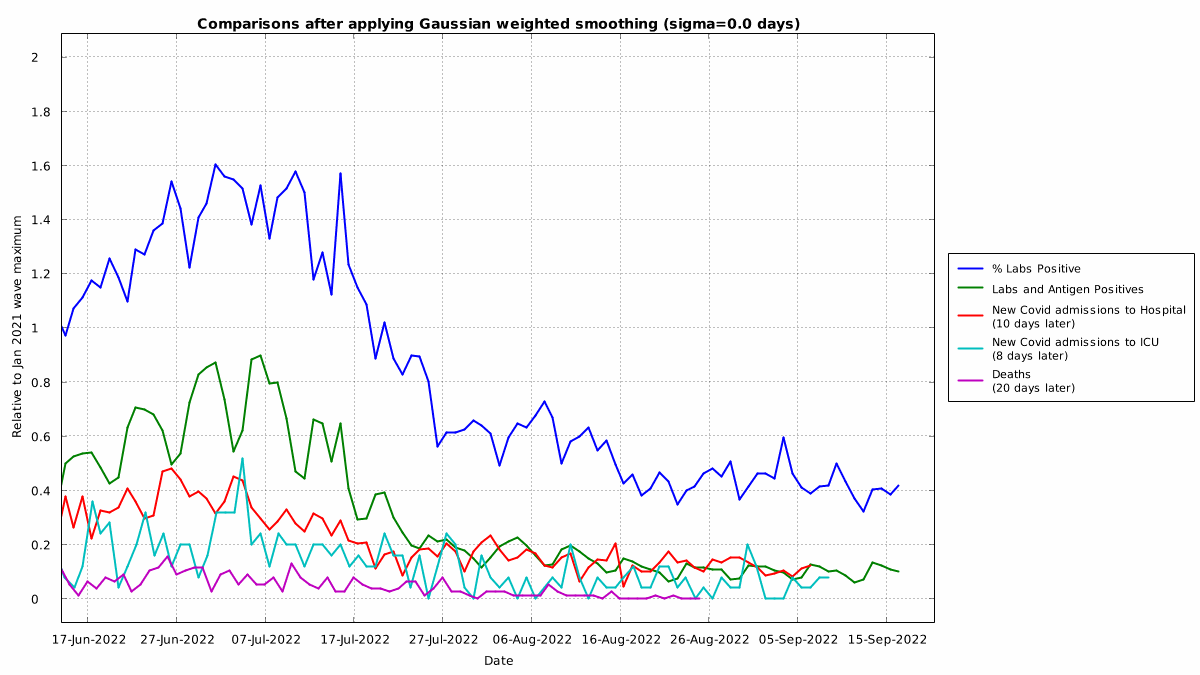 Comparisons after applying Gaussian weighted smoothing (sigma=0.0 days)
2
1.8
1.6
1.4
1.2
1
0.8
0.6
0.4
0.2
0
Relative to Jan 2021 wave maximum
17-Jun-2022 27-Jun-2022 07-Jul-2022 17-Jul-2022 27-Jul-2022 06-Aug-2022 16-Aug-2022 26-Aug-2022 05-Sep-2022 15-Sep-2022
Date
% Labs Positive
Labs and Antigen Positives
New Covid admissions to Hospital
(10 days later)
New Covid admissions to ICU
(8 days later)
Deaths
(20 days later)